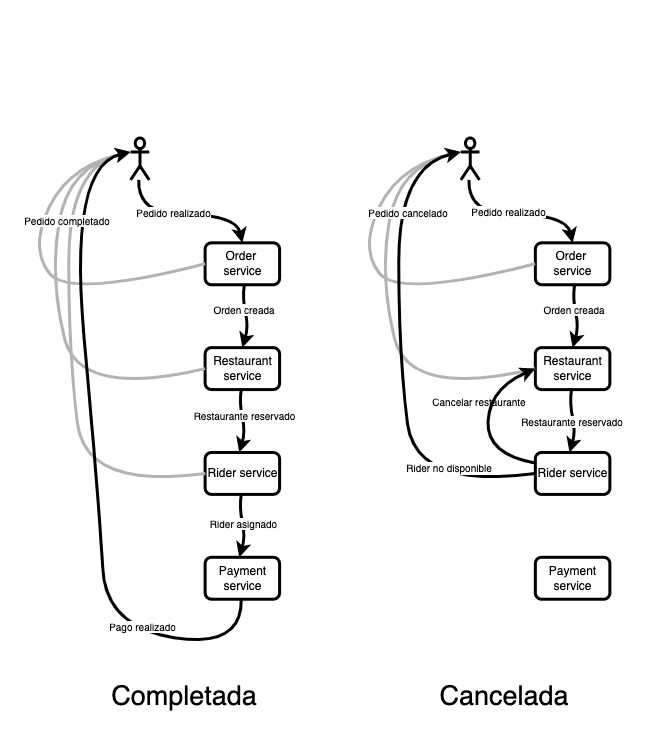 Pedido realizado
Pedido completado
Order
service
Orden creada
Restaurant
service
Restaurante reservado
Rider service
Rider asignado
Payment
service
Pago realizado
Completada
Pedido realizado
Pedido cancelado
Order
service
Orden creada
Restaurant
service
Cancelar restaurante
Restaurante reservado
Rider no disponible
Rider service
Payment
service
Cancelada